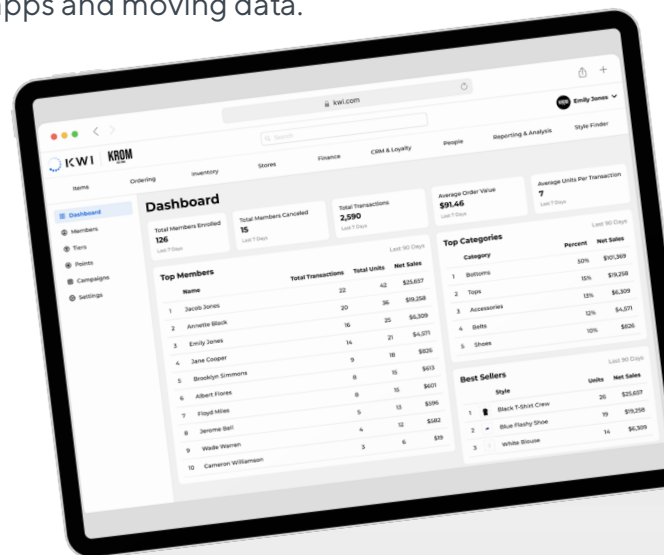 apps and moving data.
kwi.com
KWI
KROM
Search
Emily Jones
Items
Ordering
Inventory
Stores
Finance
CRM & Loyalty
People
Reporting & Analysis
Style Finder
Dashboard
Members
Tiers
Points
Campaigns
Settings
Dashboard
Total Members Enrolled
126
Last 7 Days
Total Members Canceled
15
Last 7 Days
Total Transactions
2,590
Last 7 Days
Average Order Value
$91.46
Last 7 Days
Average Units Per Transaction
7
Last 7 Days
Top Members
Last 90 Days
Name Total Transactions Total Units Net Sales
1 Jacob Jones 22 42 $25,657
2 Annette Black 20 36 $19,258
3 Emily Jones 16 25 $6,309
4 Jane Cooper 14 21 $4,571
5 Brooklyn Simmons 9 18 $826
6 Albert Flores 8 15 $613
7 Floyd Miles 8 15 $601
8 Jerome Bell 5 13 $596
9 Wade Warren 4 12 $582
10 Cameron Williamson 3 6 $19
Top Categories
Last 90 Days
Category Percent Net Sales
1 Bottoms 50% $101,369
2 Tops 15% $19,258
3 Accessories 13% $6,309
4 Belts 12% $4,571
5 Shoes 10% $826
Best Sellers
Last 90 Days
Style Units Net Sales
1 Black T-Shirt Crew 26 $25,657
2 Blue Flashy Shoe 19 $19,258
3 White Blouse 14 $6,309